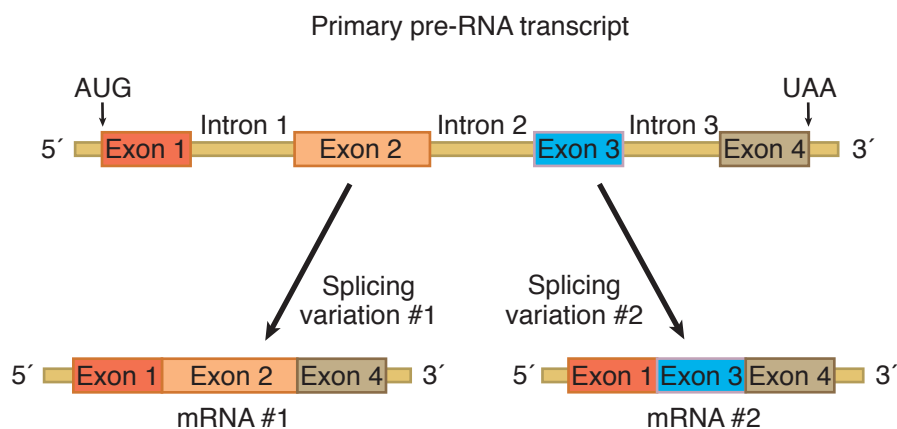 Primary pre-RNA transcript
AUG
UAA
Intron 1
Intron 2
Intron 3
5´
Exon 1
Exon 2
Exon 3
Exon 4
3´
Splicing
variation #1
Splicing
variation #2
5´
Exon 1
Exon 2
Exon 4
3´
5´
Exon 1
Exon 3
Exon 4
3´
mRNA #1
mRNA #2